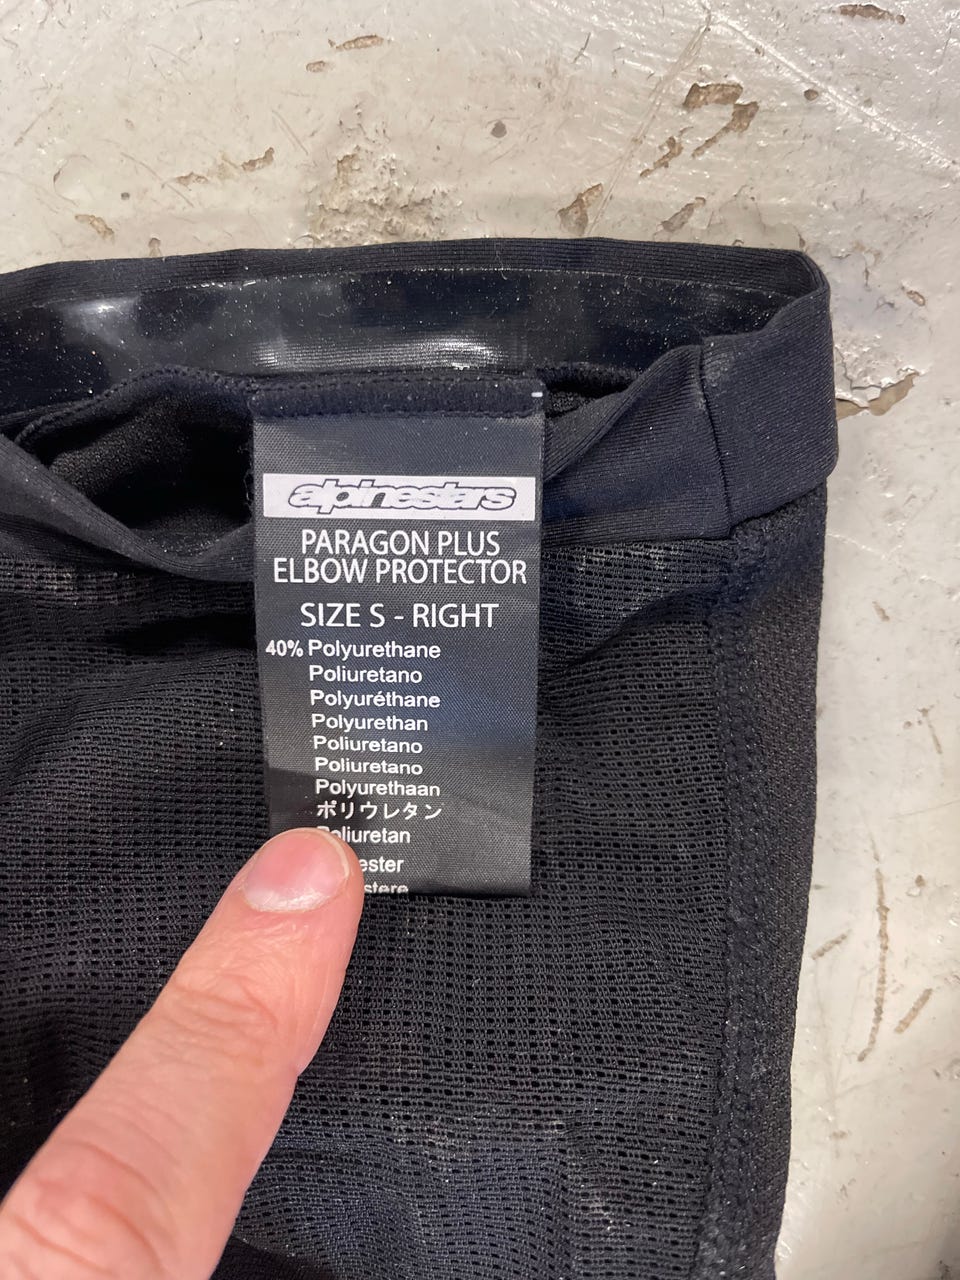 alpinestars
PARAGON PLUS
ELBOW PROTECTOR
SIZE S - RIGHT
40% Polyurethane
Poliuretano
Polyuréthane
Polyurethan
Poliuretano
Poliuretano
Polyurethaan
ポリウレタン
Poliuretan